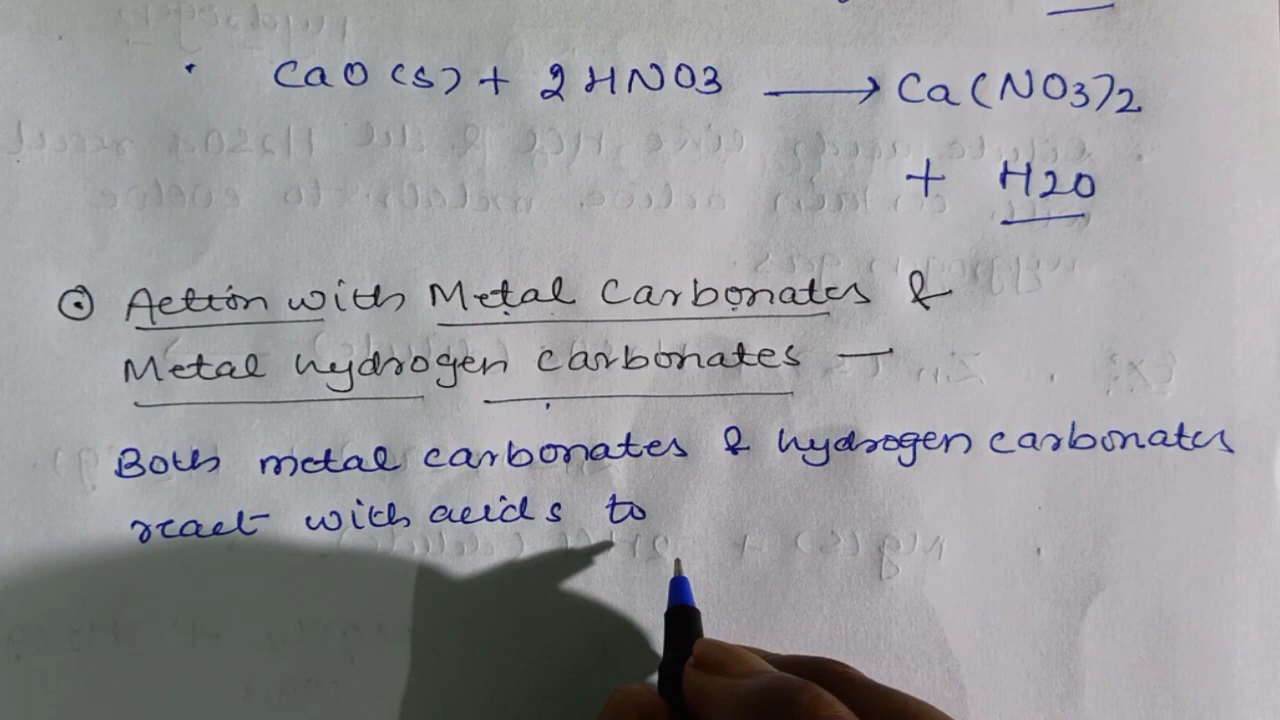 • CaO(s) + 2HNO3 → Ca(NO3)2
+ H2O
Action with Metal Carbonates &
Metal hydrogen carbonates —
Both metal carbonates & hydrogen carbonates
react with acids to